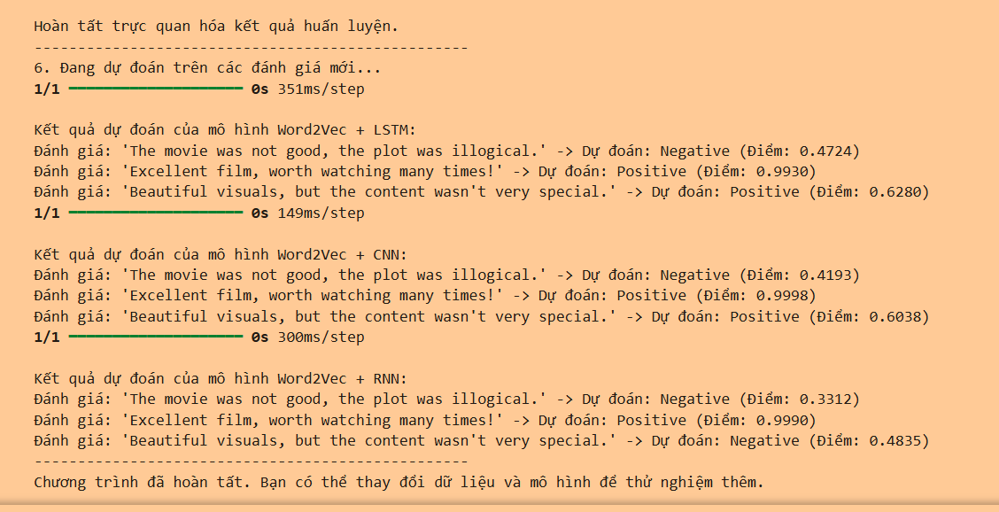 Hoàn tất trực quan hóa kết quả huấn luyện.
--------------------------------------------------
6. Đang dự đoán trên các đánh giá mới...
1/1 ━━━━━━━━━━━━━━━━━━━━ 0s 351ms/step
Kết quả dự đoán của mô hình Word2Vec + LSTM:
Đánh giá: 'The movie was not good, the plot was illogical.' -> Dự đoán: Negative (Điểm: 0.4724)
Đánh giá: 'Excellent film, worth watching many times!' -> Dự đoán: Positive (Điểm: 0.9930)
Đánh giá: 'Beautiful visuals, but the content wasn't very special.' -> Dự đoán: Positive (Điểm: 0.6280)
1/1 ━━━━━━━━━━━━━━━━━━━━ 0s 149ms/step
Kết quả dự đoán của mô hình Word2Vec + CNN:
Đánh giá: 'The movie was not good, the plot was illogical.' -> Dự đoán: Negative (Điểm: 0.4193)
Đánh giá: 'Excellent film, worth watching many times!' -> Dự đoán: Positive (Điểm: 0.9998)
Đánh giá: 'Beautiful visuals, but the content wasn't very special.' -> Dự đoán: Positive (Điểm: 0.6038)
1/1 ━━━━━━━━━━━━━━━━━━━━ 0s 300ms/step
Kết quả dự đoán của mô hình Word2Vec + RNN:
Đánh giá: 'The movie was not good, the plot was illogical.' -> Dự đoán: Negative (Điểm: 0.3312)
Đánh giá: 'Excellent film, worth watching many times!' -> Dự đoán: Positive (Điểm: 0.9990)
Đánh giá: 'Beautiful visuals, but the content wasn't very special.' -> Dự đoán: Negative (Điểm: 0.4835)
--------------------------------------------------
Chương trình đã hoàn tất. Bạn có thể thay đổi dữ liệu và mô hình để thử nghiệm thêm.